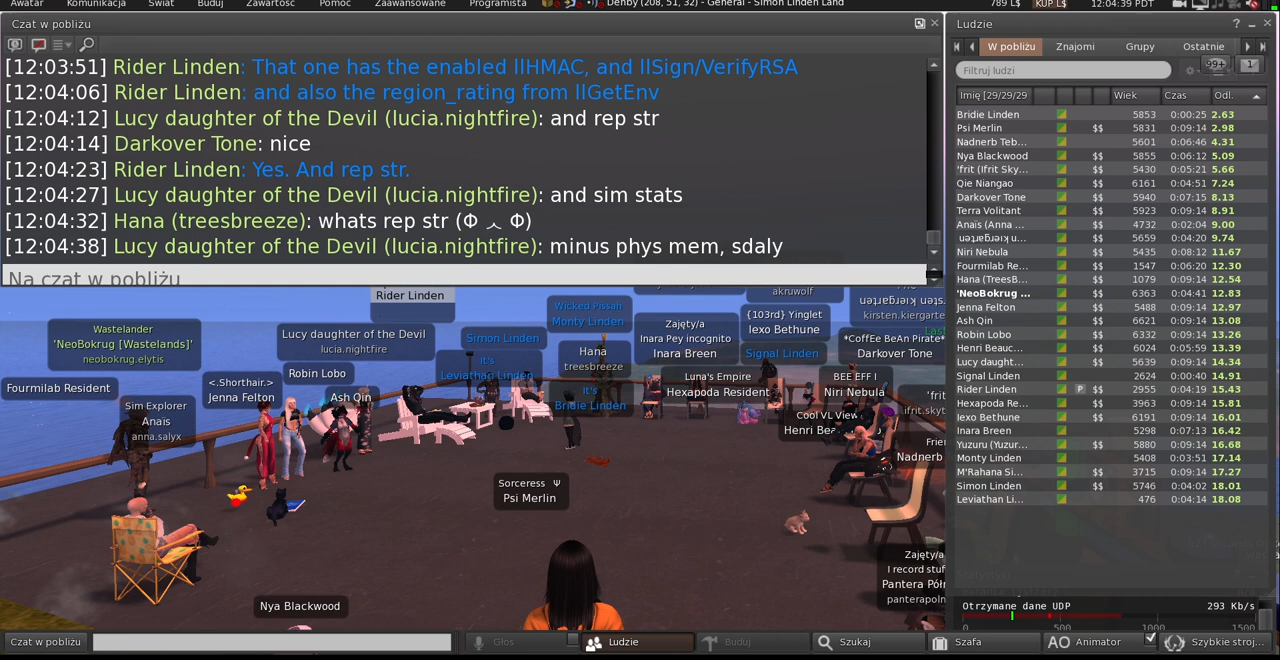 Awatar Komunikacja Świat Buduj Zawartość Pomoc Zaawansowane Programista Denby (208, 51, 32) - General - Simon Linden Land 789 L$ KUP L$ 12:04:39 PDT
Czat w pobliżu
[12:03:51] Rider Linden: That one has the enabled llHMAC, and llSign/VerifyRSA
[12:04:06] Rider Linden: and also the region_rating from llGetEnv
[12:04:12] Lucy daughter of the Devil (lucia.nightfire): and rep str
[12:04:14] Darkover Tone: nice
[12:04:23] Rider Linden: Yes. And rep str.
[12:04:27] Lucy daughter of the Devil (lucia.nightfire): and sim stats
[12:04:32] Hana (treesbreeze): whats rep str (Φ ㅅ Φ)
[12:04:38] Lucy daughter of the Devil (lucia.nightfire): minus phys mem, sdaly
Na czat w pobliżu
Rider Linden
akruwolf
kirsten.kiergarte
Wicked Pissah
Monty Linden
{103rd} Yinglet
Iexo Bethune
Wastelander
'NeoBokrug [Wastelands]'
neobokrug.elytis
Lucy daughter of the Devil
lucia.nightfire
Simon Linden
Zajęty/a
Inara Pey incognito
Inara Breen
*CoffEe BeAn Pirate*
Darkover Tone
It's
Leviathan Linden
Hana
treesbreeze
Signal Linden
Robin Lobo
Fourmilab Resident
<.Shorthair.>
Jenna Felton
Ash Qin
It's
Bridie Linden
Luna's Empire
Hexapoda Resident
BEE EFF I
Niri Nebula
'frit
ifrit.skyt
Sim Explorer
Anaïs
anna.salyx
Cool VL View
Henri Bea
Frie
Nadnerb
Sorceress Ψ
Psi Merlin
Zajęty/a
I record stuf
Pantera Półn
panterapoln
Nya Blackwood
Ludzie
W pobliżu Znajomi Grupy Ostatnie
Filtruj ludzi 99+ 1
Imię [29/29/29 Wiek Czas Odl.
Bridie Linden 5853 0:00:25 2.63
Psi Merlin $$ 5831 0:09:14 2.98
Nadnerb Teb... 5601 0:06:46 4.31
Nya Blackwood $$ 5855 0:06:12 5.09
'frit (Ifrit Sky... $$ 5430 0:05:21 5.66
Qie Niangao $$ 6161 0:04:51 7.24
Darkover Tone $$ 5940 0:07:15 8.13
Terra Volitant $$ 5923 0:09:14 8.91
Anaïs (Anna ... $$ 4732 0:02:04 9.00
$$ 5659 0:04:20 9.74
Niri Nebula $$ 5435 0:08:12 11.67
Fourmilab Re... $$ 1547 0:06:20 12.30
Hana (TreesB... $$ 1079 0:09:14 12.54
'NeoBokrug ... $$ 6363 0:04:41 12.83
Jenna Felton $$ 5488 0:09:14 12.97
Ash Qin $$ 6621 0:09:14 13.08
Robin Lobo $$ 6332 0:09:14 13.26
Henri Beauc... $$ 6024 0:05:59 13.39
Lucy daught... $$ 5639 0:09:14 14.34
Signal Linden 2624 0:00:40 14.91
Rider Linden P $$ 2955 0:04:19 15.43
Hexapoda Re... $$ 3963 0:09:14 15.81
Iexo Bethune $$ 6191 0:09:14 16.01
Inara Breen 5298 0:07:13 16.42
Yuzuru (Yuzur... $$ 5880 0:09:14 16.68
Monty Linden 5408 0:03:51 17.14
M'Rahana Si... $$ 3715 0:09:14 17.27
Simon Linden $$ 5746 0:04:02 18.01
Leviathan Li... 476 0:04:14 18.08
Otrzymane dane UDP 293 Kb/s
0 500 1000 1500
Czat w pobliżu Głos Ludzie Buduj Szukaj Szafa AO Animator Szybkie stroj...